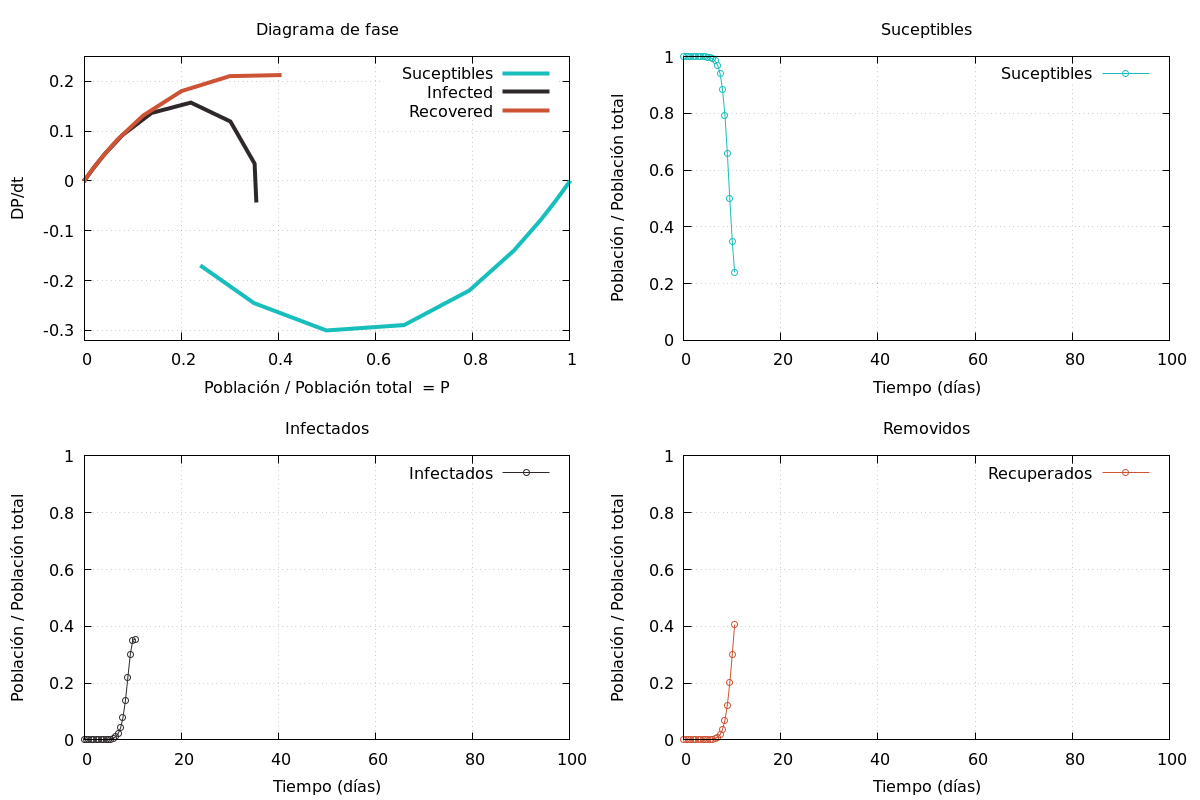 Diagrama de fase
Suceptibles
Infected
Recovered
0.2
0.1
0
-0.1
-0.2
-0.3
DP/dt
0 0.2 0.4 0.6 0.8 1
Población / Población total = P
Suceptibles
Suceptibles
1
0.8
0.6
0.4
0.2
0
Población / Población total
0 20 40 60 80 100
Tiempo (días)
Infectados
Infectados
1
0.8
0.6
0.4
0.2
0
Población / Población total
0 20 40 60 80 100
Tiempo (días)
Removidos
Recuperados
1
0.8
0.6
0.4
0.2
0
Población / Población total
0 20 40 60 80 100
Tiempo (días)